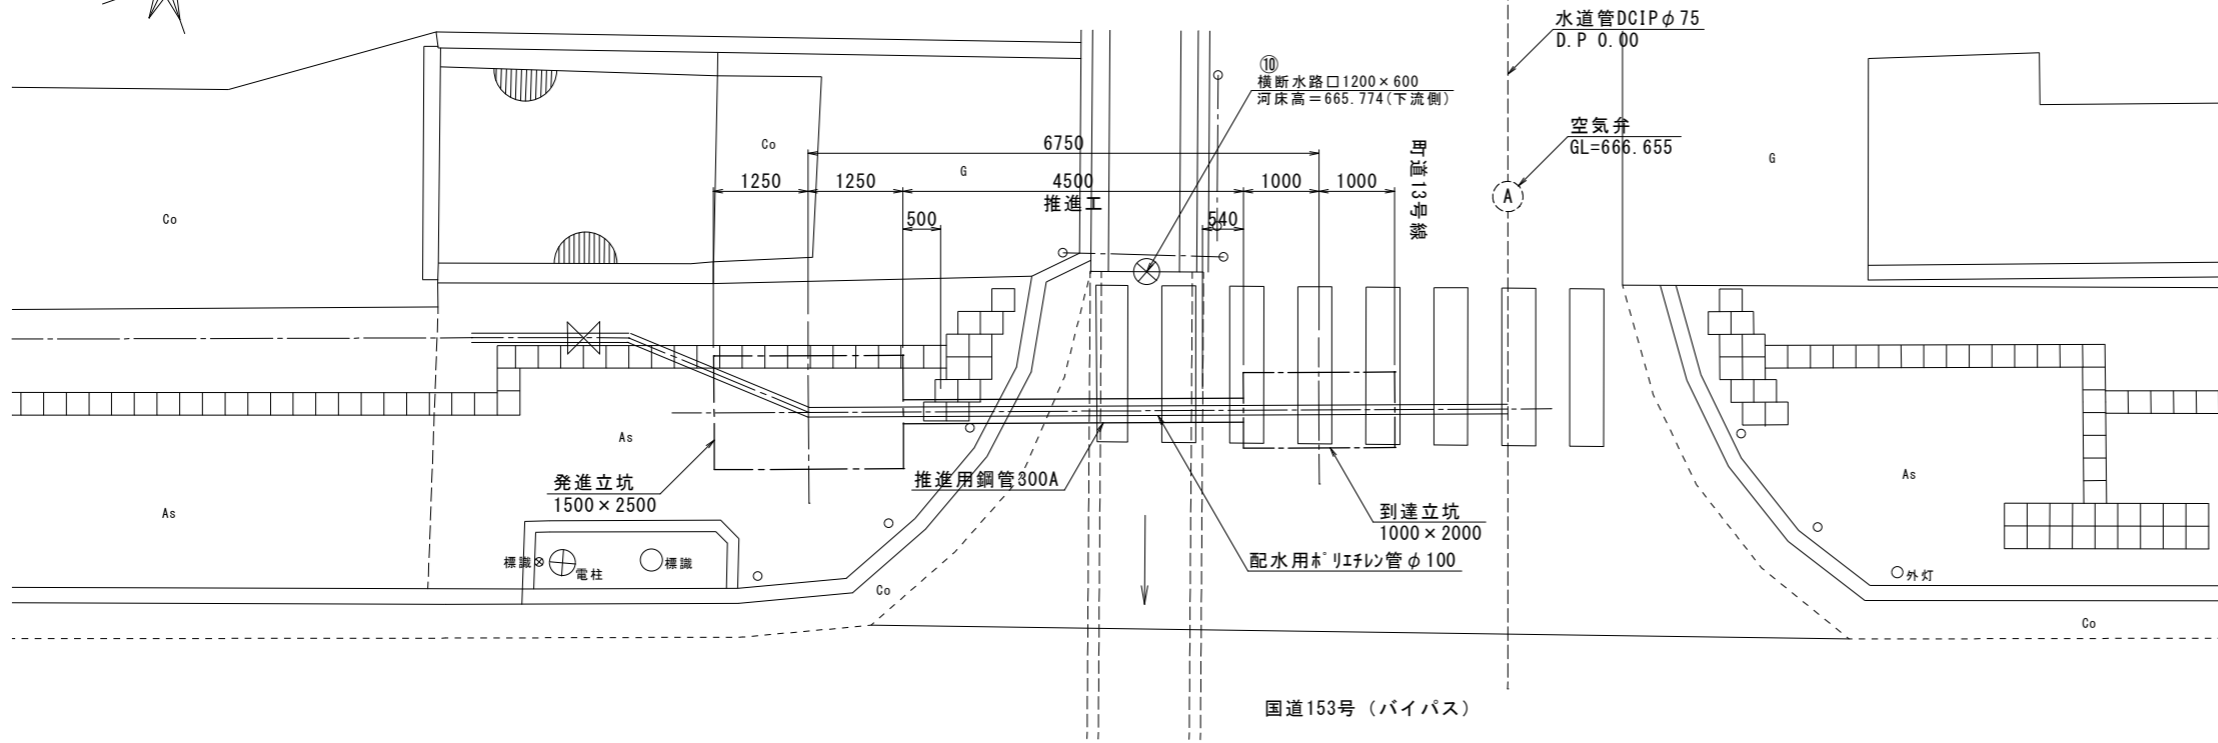 水道管DCIPφ75
D.P 0.00
⑩
横断水路口1200×600
河床高=665.774(下流側)
空気弁
GL=666.655
A
町道13号線
6750
1250
1250
4500
1000
1000
推進工
500
540
Co
Co
G
G
As
As
As
発進立坑
1500×2500
推進用鋼管300A
到達立坑
1000×2000
配水用ポリエチレン管φ100
標識
電柱
標識
外灯
Co
Co
国道153号（バイパス）